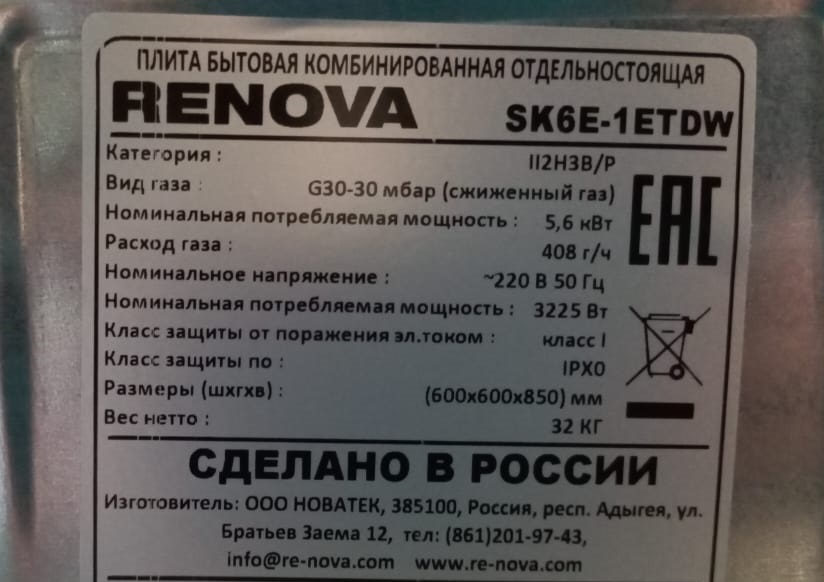 ПЛИТА БЫТОВАЯ КОМБИНИРОВАННАЯ ОТДЕЛЬНОСТОЯЩАЯ
RENOVA SK6E-1ETDW
Категория : II2H3B/P
Вид газа : G30-30 мбар (сжиженный газ)
Номинальная потребляемая мощность : 5,6 кВт
Расход газа : 408 г/ч
Номинальное напряжение : ~220 В 50 Гц
Номинальная потребляемая мощность : 3225 Вт
Класс защиты от поражения эл.током : класс I
Класс защиты по : IPX0
Размеры (шхгхв) : (600х600х850) мм
Вес нетто : 32 КГ
EAC
СДЕЛАНО В РОССИИ
Изготовитель: ООО НОВАТЕК, 385100, Россия, респ. Адыгея, ул.
Братьев Заема 12, тел: (861)201-97-43,
info@re-nova.com www.re-nova.com